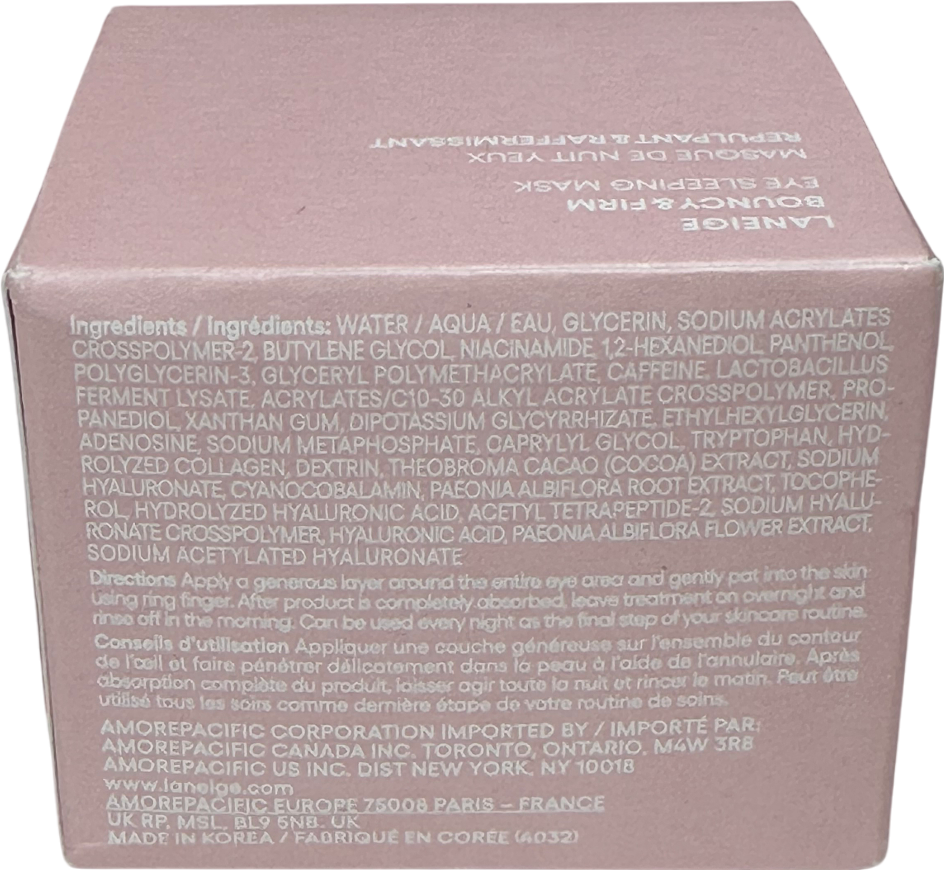 LANEIGE
BOUNCY & FIRM
EYE SLEEPING MASK
MASQUE DE NUIT YEUX
REPULPANT & RAFFERMISSANT
Ingredients / Ingrédients: WATER / AQUA / EAU, GLYCERIN, SODIUM ACRYLATES
CROSSPOLYMER-2, BUTYLENE GLYCOL, NIACINAMIDE, 1,2-HEXANEDIOL, PANTHENOL,
POLYGLYCERIN-3, GLYCERYL POLYMETHACRYLATE, CAFFEINE, LACTOBACILLUS
FERMENT LYSATE, ACRYLATES/C10-30 ALKYL ACRYLATE CROSSPOLYMER, PRO-
PANEDIOL, XANTHAN GUM, DIPOTASSIUM GLYCYRRHIZATE, ETHYLHEXYLGLYCERIN,
ADENOSINE, SODIUM METAPHOSPHATE, CAPRYLYL GLYCOL, TRYPTOPHAN, HYD-
ROLYZED COLLAGEN, DEXTRIN, THEOBROMA CACAO (COCOA) EXTRACT, SODIUM
HYALURONATE, CYANOCOBALAMIN, PAEONIA ALBIFLORA ROOT EXTRACT, TOCOPHE-
ROL, HYDROLYZED HYALURONIC ACID, ACETYL TETRAPEPTIDE-2, SODIUM HYALU-
RONATE CROSSPOLYMER, HYALURONIC ACID, PAEONIA ALBIFLORA FLOWER EXTRACT,
SODIUM ACETYLATED HYALURONATE
Directions Apply a generous layer around the entire eye area and gently pat into the skin
using ring finger. After product is completely absorbed, leave treatment on overnight and
rinse off in the morning. Can be used every night as the final step of your skincare routine.
Conseils d'utilisation Appliquer une couche généreuse sur l'ensemble du contour
de l'œil et faire pénétrer délicatement dans la peau à l'aide de l'annulaire. Après
absorption complète du produit, laisser agir toute la nuit et rincer le matin. Peut être
utilisé tous les soirs comme dernière étape de votre routine de soins.
AMOREPACIFIC CORPORATION IMPORTED BY / IMPORTÉ PAR:
AMOREPACIFIC CANADA INC. TORONTO, ONTARIO, M4W 3R8
AMOREPACIFIC US INC. DIST NEW YORK, NY 10018
www.laneige.com
AMOREPACIFIC EUROPE 75008 PARIS – FRANCE
UK RP, MSL, BL9 5NB. UK
MADE IN KOREA / FABRIQUÉ EN CORÉE (4032)